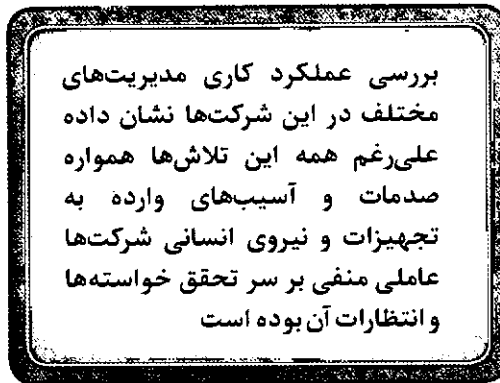 بررسی عملکرد کاری مدیریت‌های
مختلف در این شرکت‌ها نشان داده
علی‌رغم همه این تلاش‌ها همواره
صدمات و آسیب‌های وارده به
تجهیزات و نیروی انسانی شرکت‌ها
عاملی منفی بر سر تحقق خواسته‌ها
و انتظارات آن بوده است